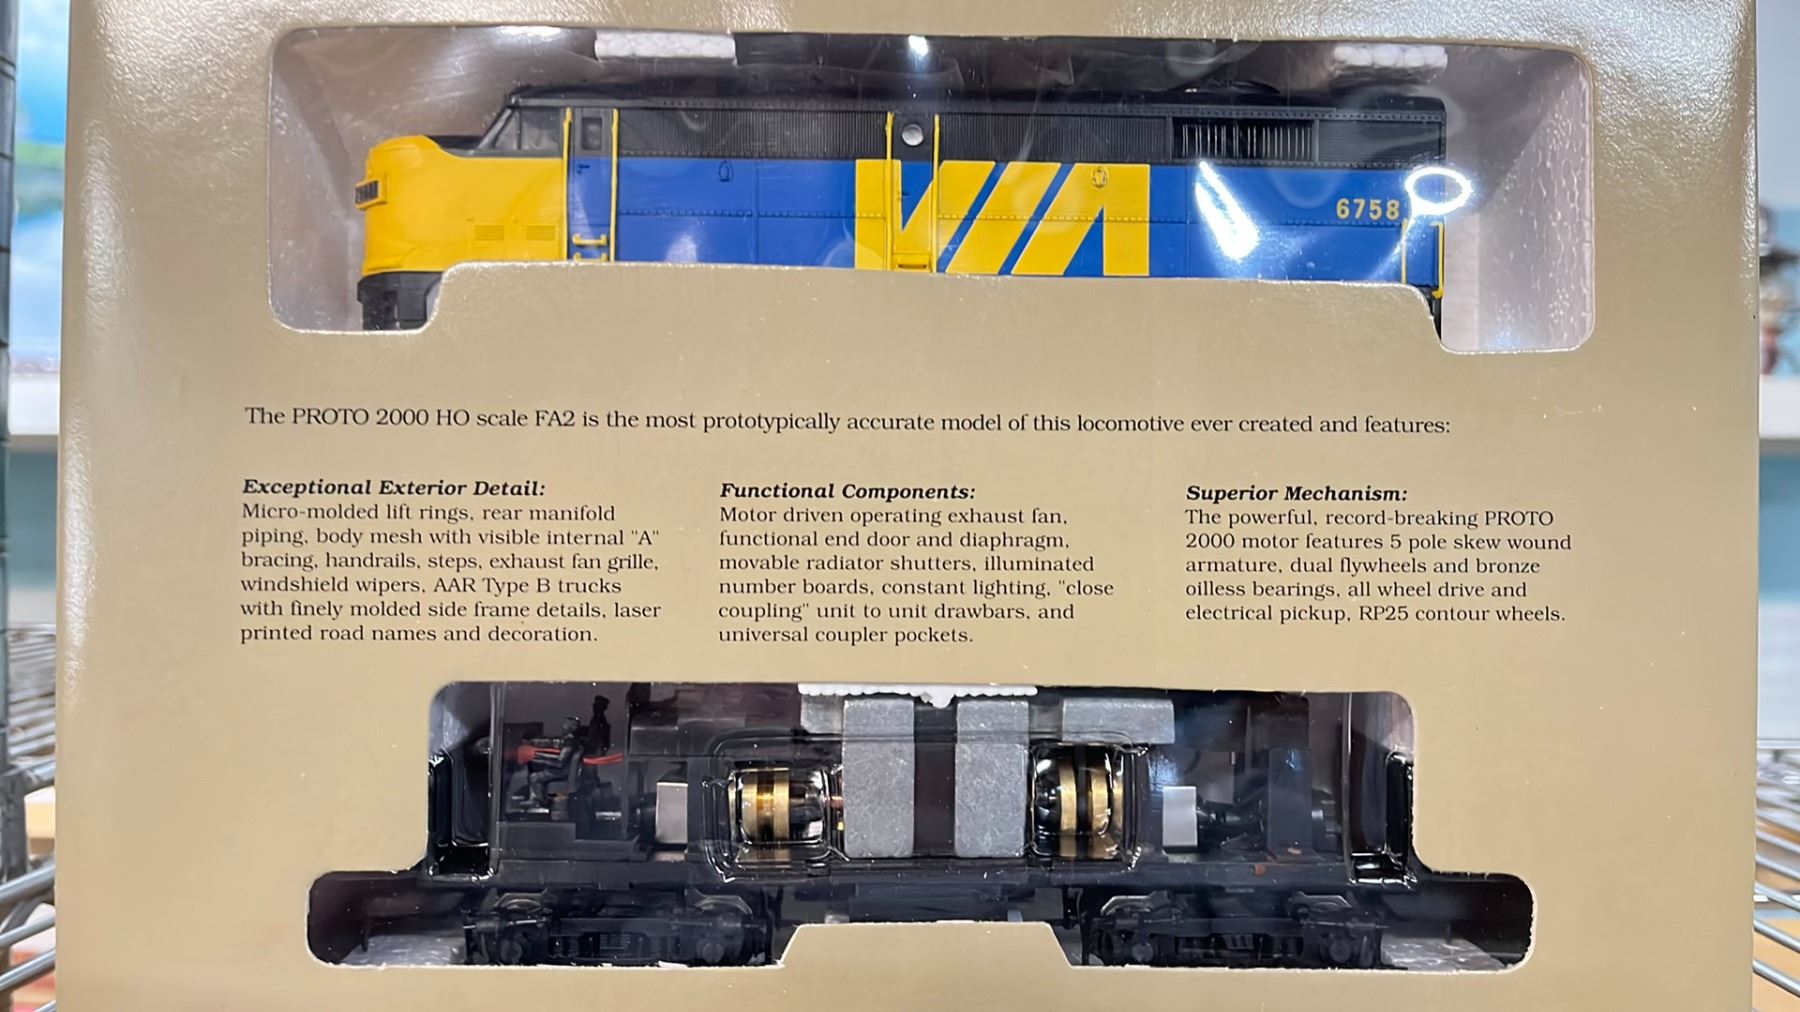 VIA
6758
The PROTO 2000 HO scale FA2 is the most prototypically accurate model of this locomotive ever created and features:
Exceptional Exterior Detail:
Micro-molded lift rings, rear manifold
piping, body mesh with visible internal "A"
bracing, handrails, steps, exhaust fan grille,
windshield wipers, AAR Type B trucks
with finely molded side frame details, laser
printed road names and decoration.
Functional Components:
Motor driven operating exhaust fan,
functional end door and diaphragm,
movable radiator shutters, illuminated
number boards, constant lighting, "close
coupling" unit to unit drawbars, and
universal coupler pockets.
Superior Mechanism:
The powerful, record-breaking PROTO
2000 motor features 5 pole skew wound
armature, dual flywheels and bronze
oilless bearings, all wheel drive and
electrical pickup, RP25 contour wheels.